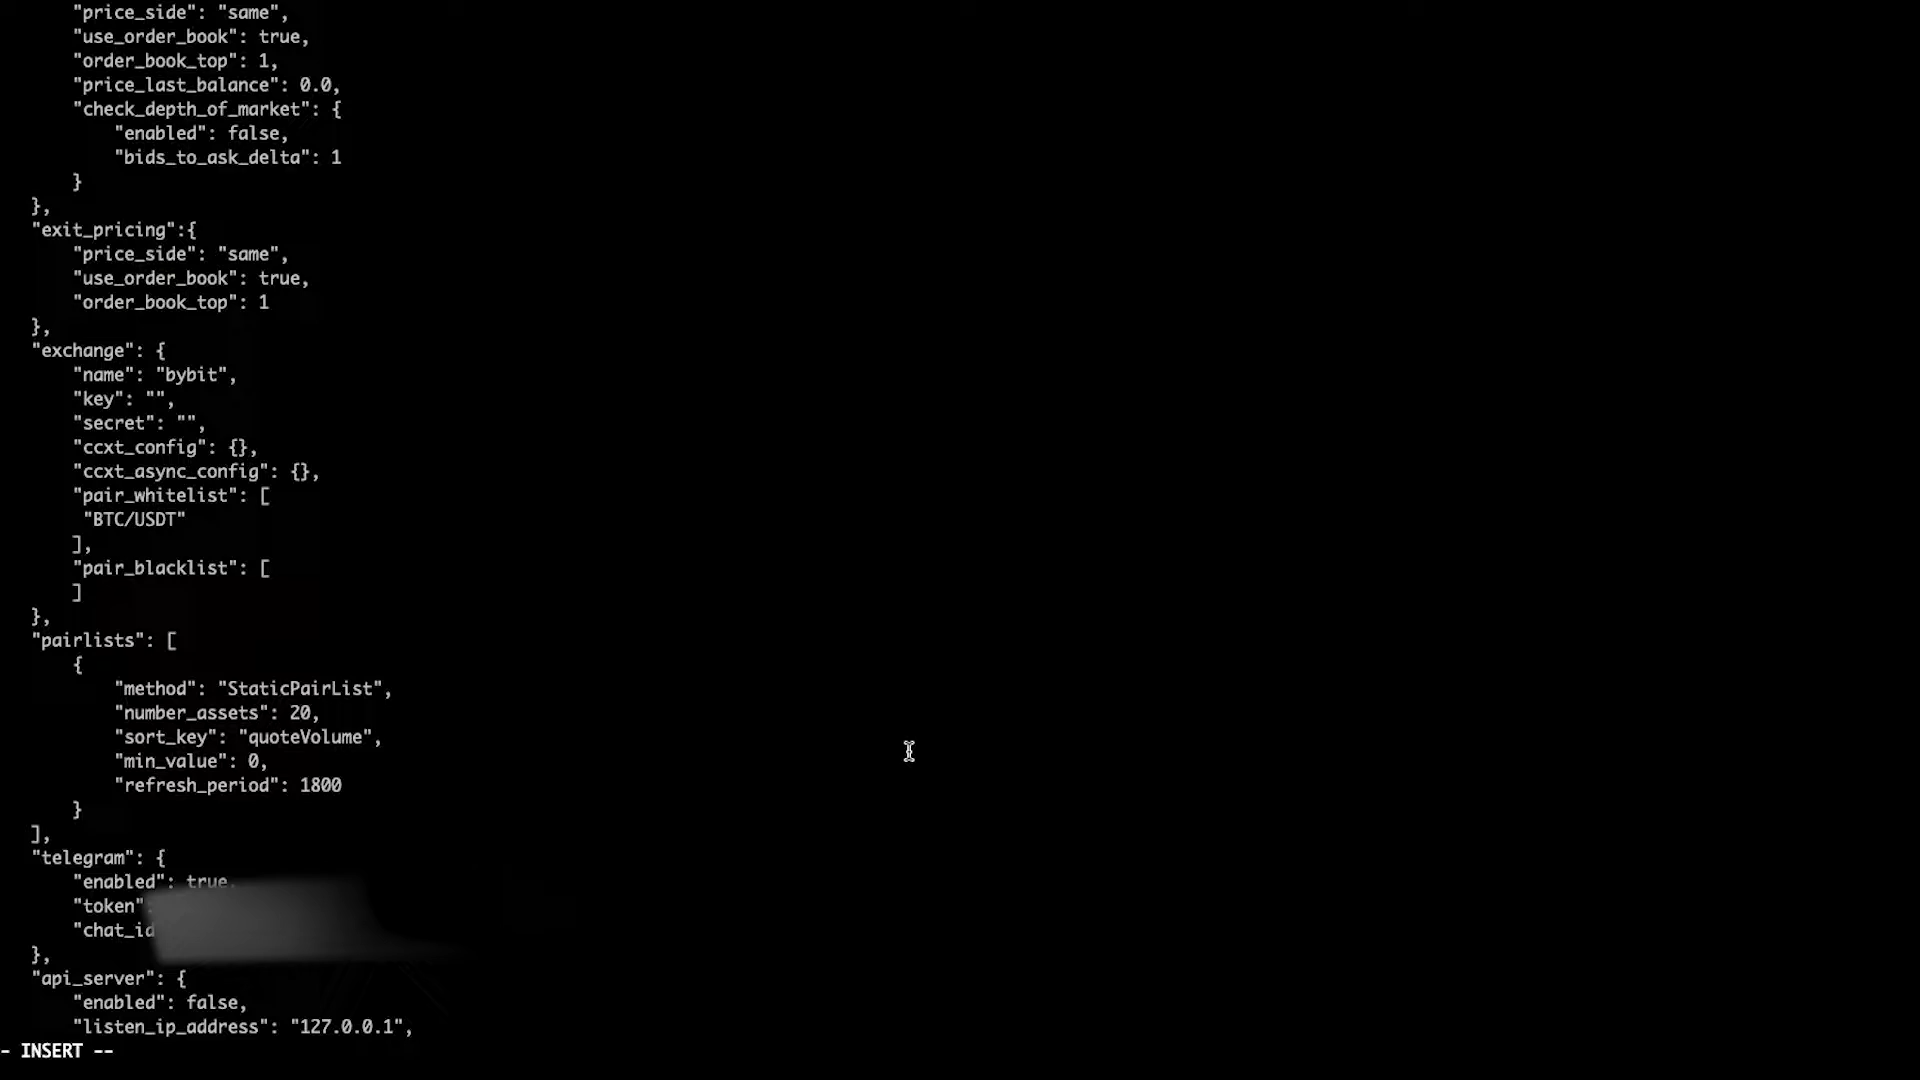 "price_side": "same",
"use_order_book": true,
"order_book_top": 1,
"price_last_balance": 0.0,
"check_depth_of_market": {
"enabled": false,
"bids_to_ask_delta": 1
}
},
"exit_pricing":{
"price_side": "same",
"use_order_book": true,
"order_book_top": 1
},
"exchange": {
"name": "bybit",
"key": "",
"secret": "",
"ccxt_config": {},
"ccxt_async_config": {},
"pair_whitelist": [
"BTC/USDT"
],
"pair_blacklist": [
]
},
"pairlists": [
{
"method": "StaticPairList",
"number_assets": 20,
"sort_key": "quoteVolume",
"min_value": 0,
"refresh_period": 1800
}
],
"telegram": {
"enabled": true,
"token":
"chat_id
},
"api_server": {
"enabled": false,
"listen_ip_address": "127.0.0.1",
- INSERT --